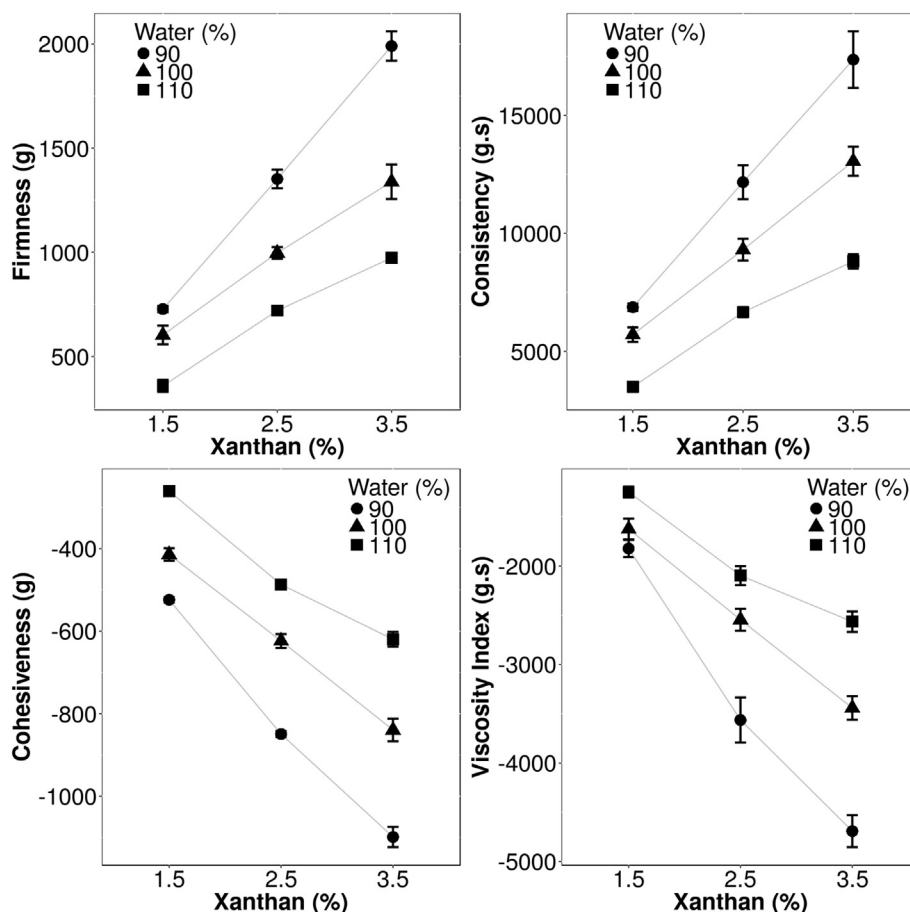 Water (%)
90
100
110
2000
1500
1000
500
Firmness (g)
1.5 2.5 3.5
Xanthan (%)
Water (%)
90
100
110
15000
10000
5000
Consistency (g.s)
1.5 2.5 3.5
Xanthan (%)
Water (%)
90
100
110
-400
-600
-800
-1000
Cohesiveness (g)
1.5 2.5 3.5
Xanthan (%)
Water (%)
90
100
110
-2000
-3000
-4000
-5000
Viscosity Index (g.s)
1.5 2.5 3.5
Xanthan (%)